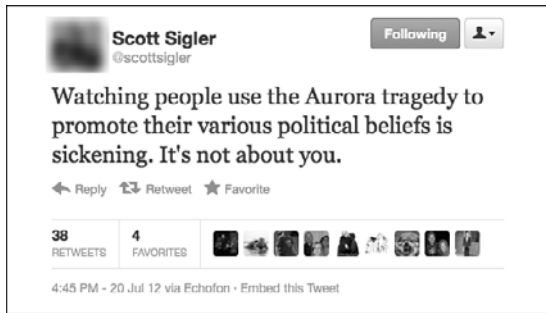 Scott Sigler
@scottsigler
Following
Watching people use the Aurora tragedy to
promote their various political beliefs is
sickening. It's not about you.
Reply Retweet Favorite
38 4
RETWEETS FAVORITES
4:45 PM - 20 Jul 12 via Echofon · Embed this Tweet